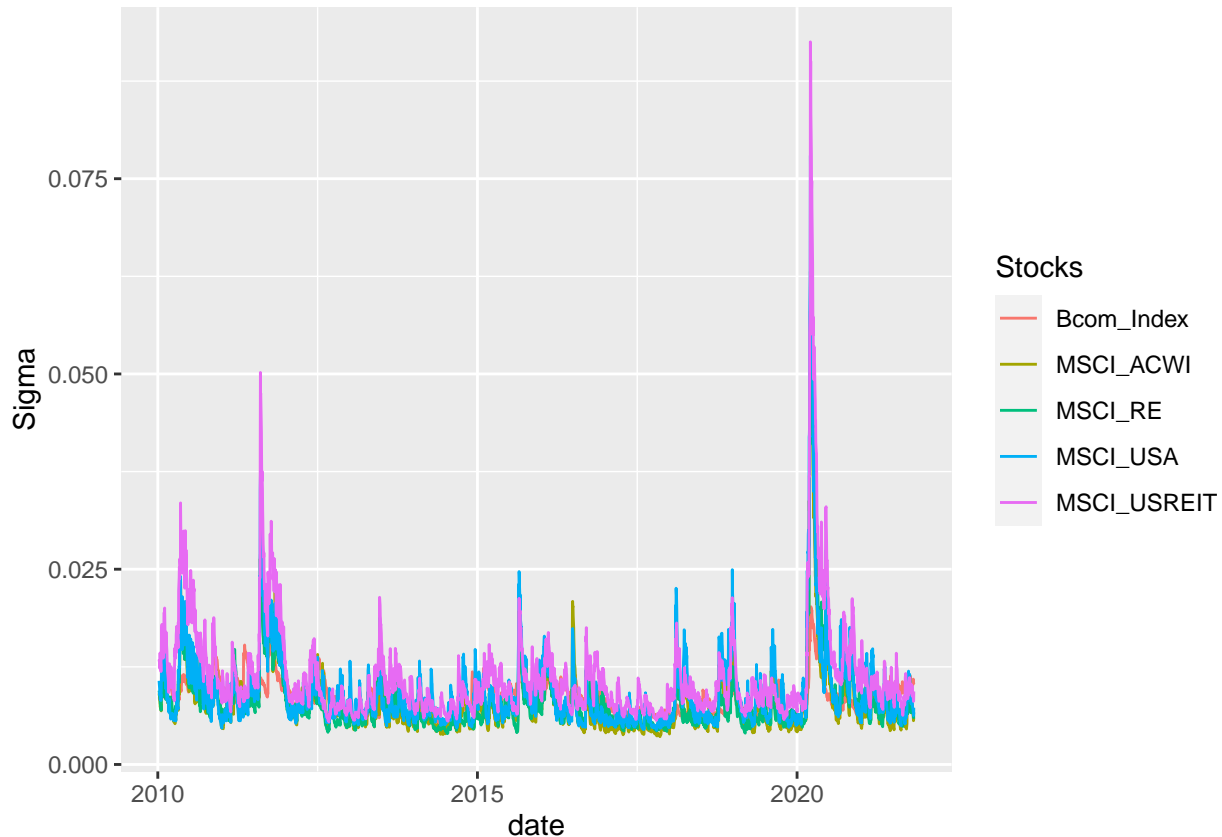 0.075
0.050
0.025
0.000
Sigma
2010
2015
2020
date
Stocks
Bcom_Index
MSCI_ACWI
MSCI_RE
MSCI_USA
MSCI_USREIT